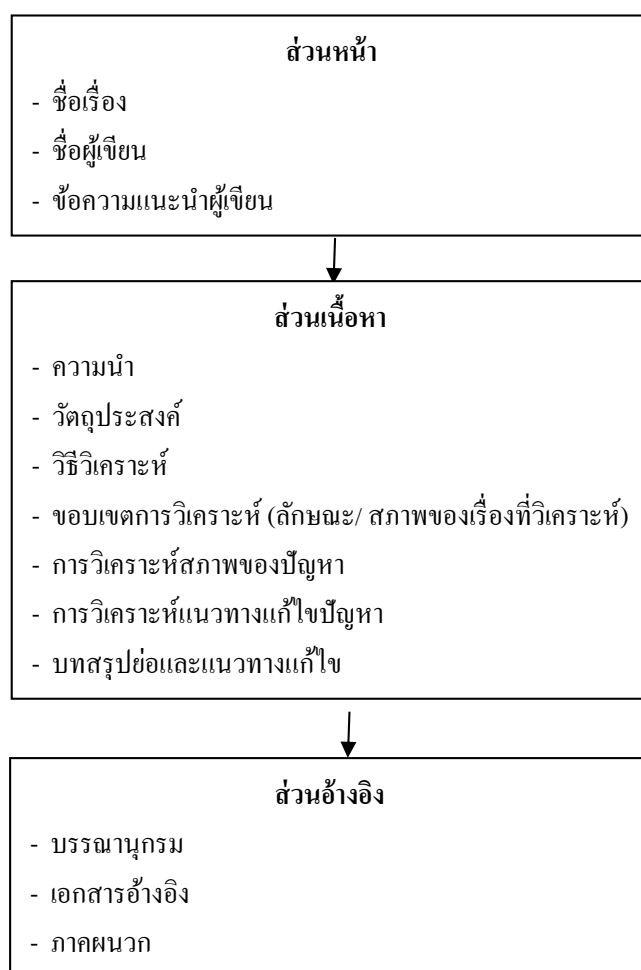 ส่วนหน้า
- ชื่อเรื่อง
- ชื่อผู้เขียน
- ข้อความแนะนำผู้เขียน
ส่วนเนื้อหา
- ความนำ
- วัตถุประสงค์
- วิธีวิเคราะห์
- ขอบเขตการวิเคราะห์ (ลักษณะ/ สภาพของเรื่องที่วิเคราะห์)
- การวิเคราะห์สภาพของปัญหา
- การวิเคราะห์แนวทางแก้ไขปัญหา
- บทสรุปย่อและแนวทางแก้ไข
ส่วนอ้างอิง
- บรรณานุกรม
- เอกสารอ้างอิง
- ภาคผนวก